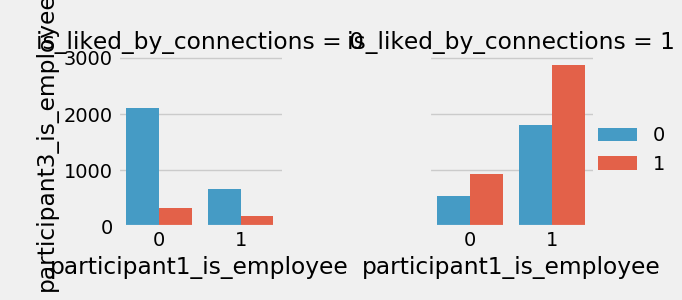 is_liked_by_connections = 0
is_liked_by_connections = 1
participant3_is_employee
3000
2000
1000
0
0 1
0 1
participant1_is_employee
participant1_is_employee
0
1